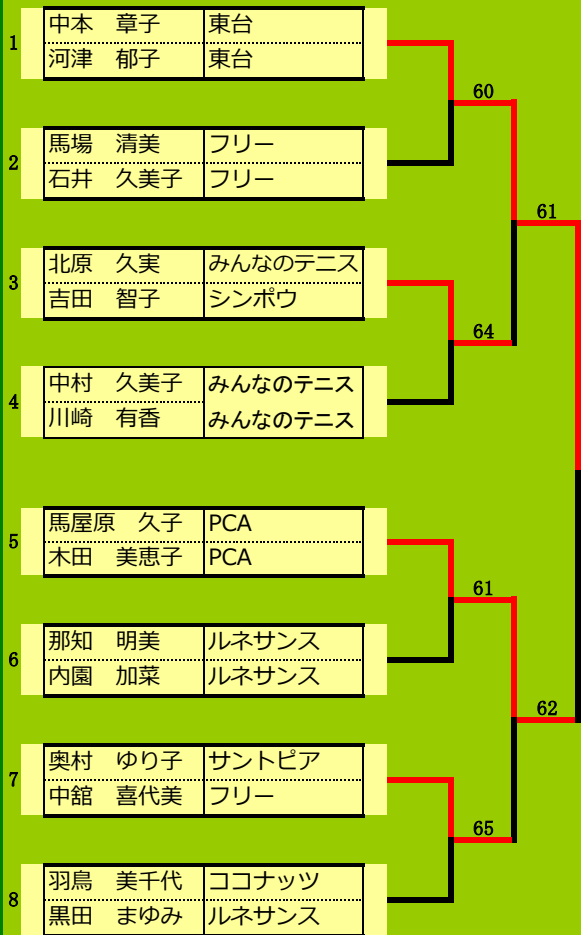 1
中本　章子 東台
河津　郁子 東台
60
2
馬場　清美 フリー
石井　久美子 フリー
61
3
北原　久実 みんなのテニス
吉田　智子 シンポウ
64
4
中村　久美子 みんなのテニス
川崎　有香 みんなのテニス
5
馬屋原　久子 PCA
木田　美恵子 PCA
61
6
那知　明美 ルネサンス
内園　加菜 ルネサンス
62
7
奥村　ゆり子 サントピア
中舘　喜代美 フリー
65
8
羽鳥　美千代 ココナッツ
黒田　まゆみ ルネサンス